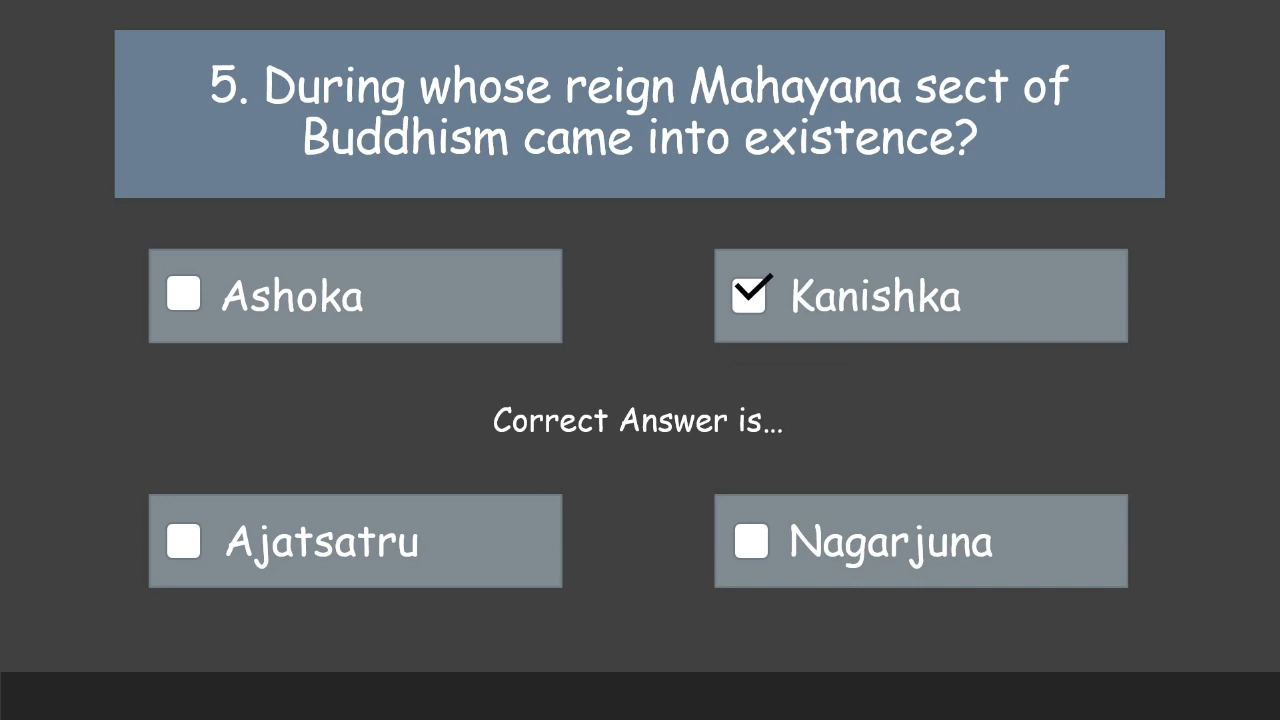 5. During whose reign Mahayana sect of
Buddhism came into existence?
Ashoka
Kanishka
Correct Answer is...
Ajatsatru
Nagarjuna